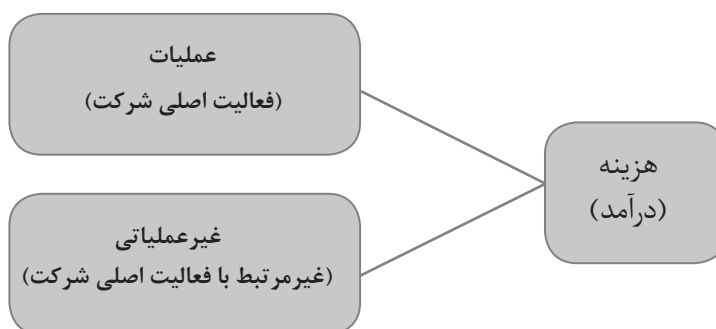 هزینه
(درآمد)
عملیات
(فعالیت اصلی شرکت)
غیرعملیاتی
(غیرمرتبط با فعالیت اصلی شرکت)